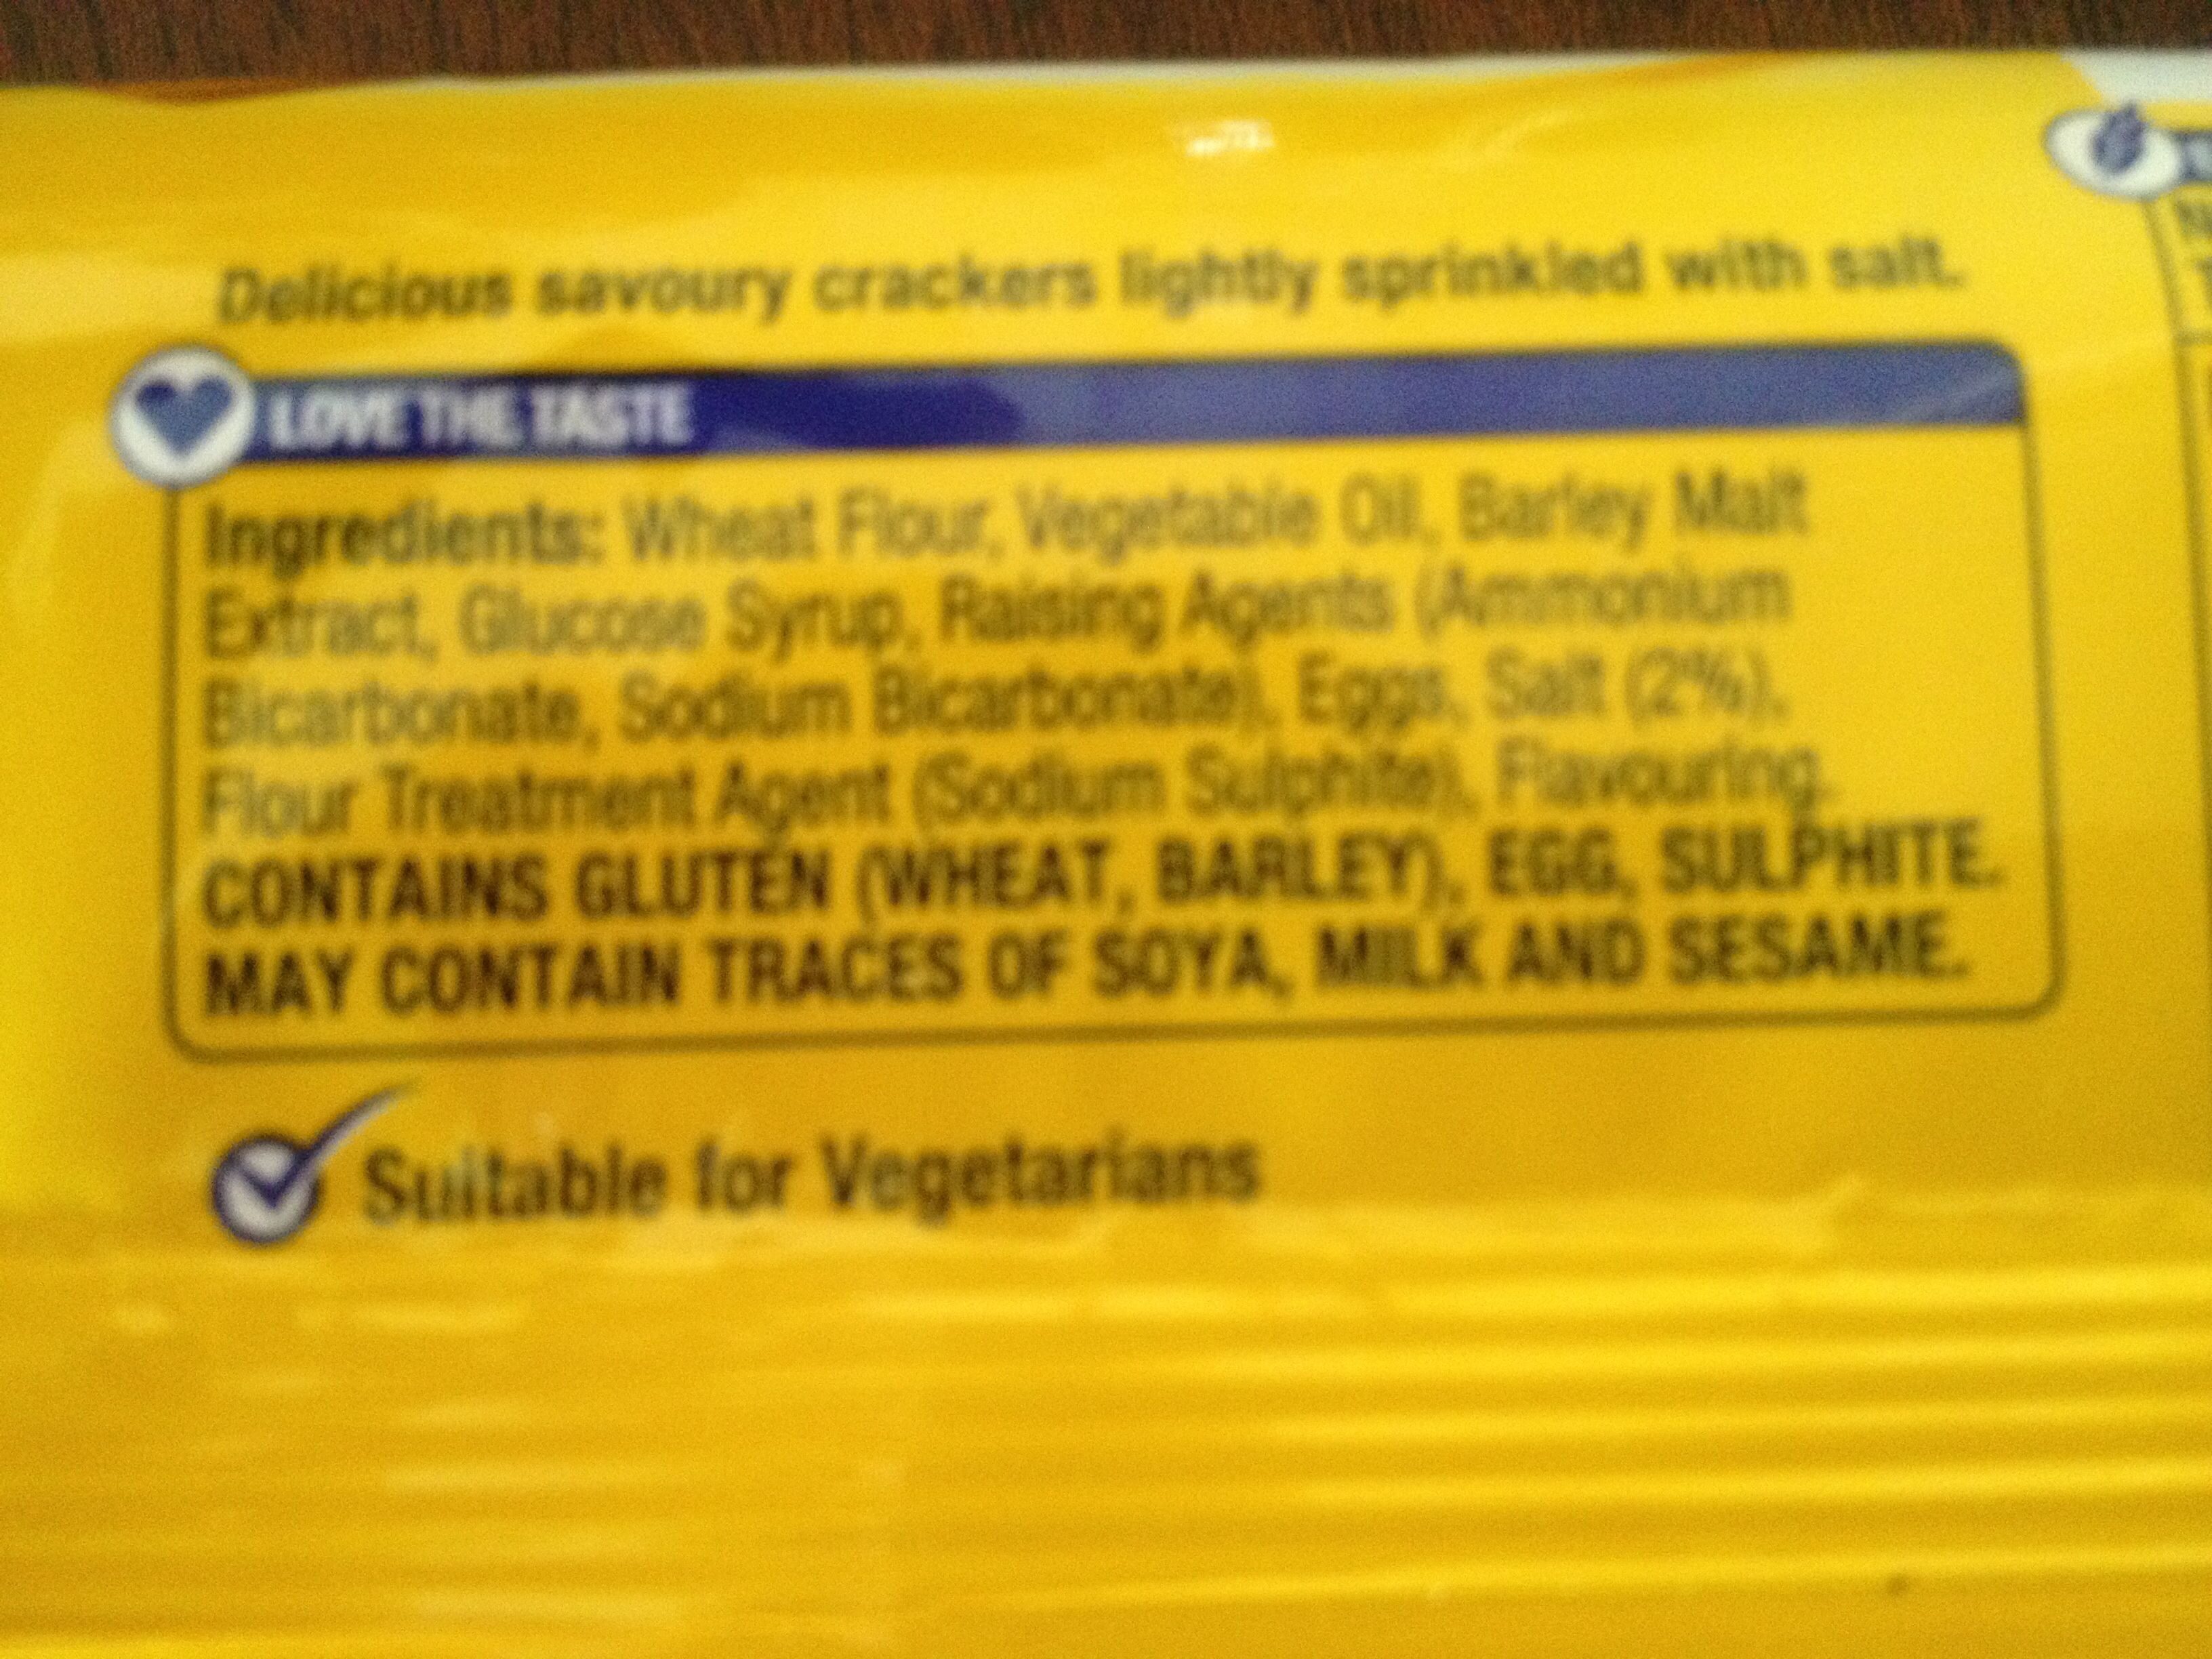 Delicious savoury crackers lightly sprinkled with salt.
LOVE THE TASTE
Ingredients: Wheat Flour, Vegetable Oil, Barley Malt
Extract, Glucose Syrup, Raising Agents (Ammonium
Bicarbonate, Sodium Bicarbonate), Eggs, Salt (2%),
Flour Treatment Agent (Sodium Sulphite), Flavouring.
CONTAINS GLUTEN (WHEAT, BARLEY), EGG, SULPHITE.
MAY CONTAIN TRACES OF SOYA, MILK AND SESAME.
Suitable for Vegetarians